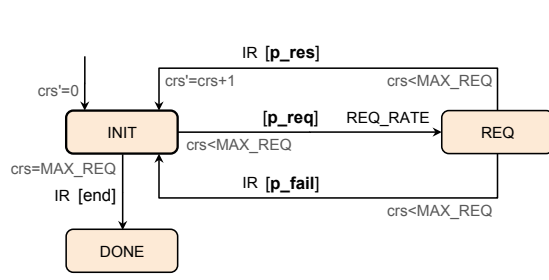 IR [p_res]
crs'=crs+1 crs<MAX_REQ
crs'=0
[p_req] REQ_RATE
INIT REQ
crs<MAX_REQ
crs=MAX_REQ
IR [p_fail]
IR [end]
crs<MAX_REQ
DONE